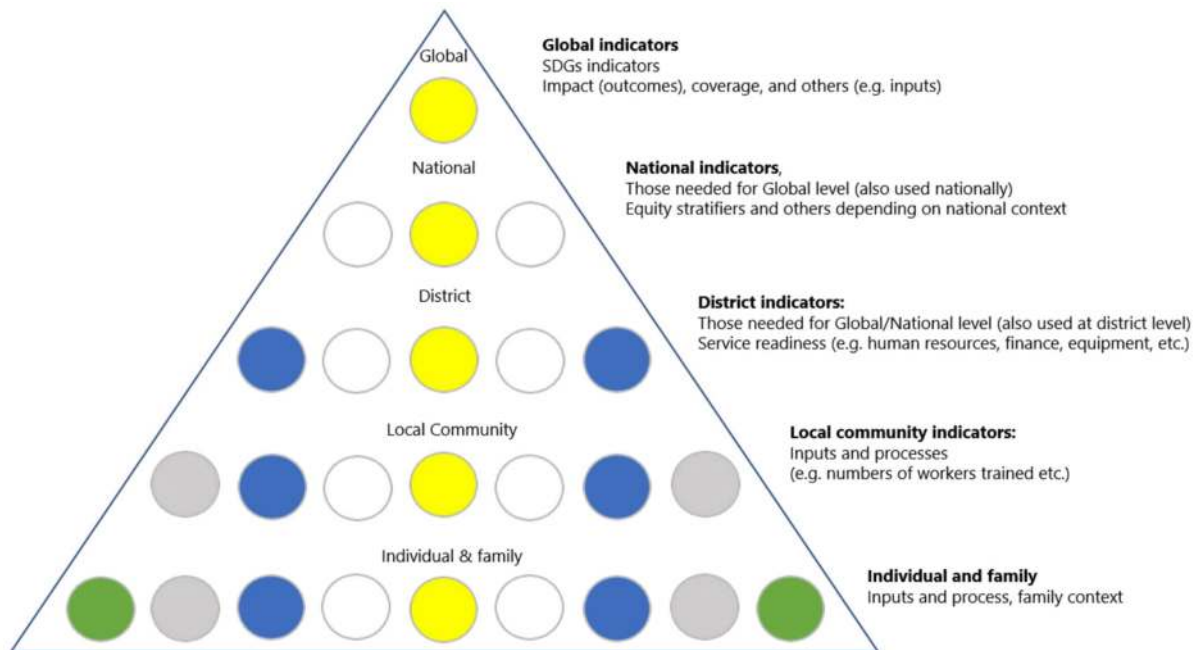 Global
Global indicators
SDGs indicators
Impact (outcomes), coverage, and others (e.g. inputs)
National
National indicators,
Those needed for Global level (also used nationally)
Equity stratifiers and others depending on national context
District
District indicators:
Those needed for Global/National level (also used at district level)
Service readiness (e.g. human resources, finance, equipment, etc.)
Local Community
Local community indicators:
Inputs and processes
(e.g. numbers of workers trained etc.)
Individual & family
Individual and family
Inputs and process, family context